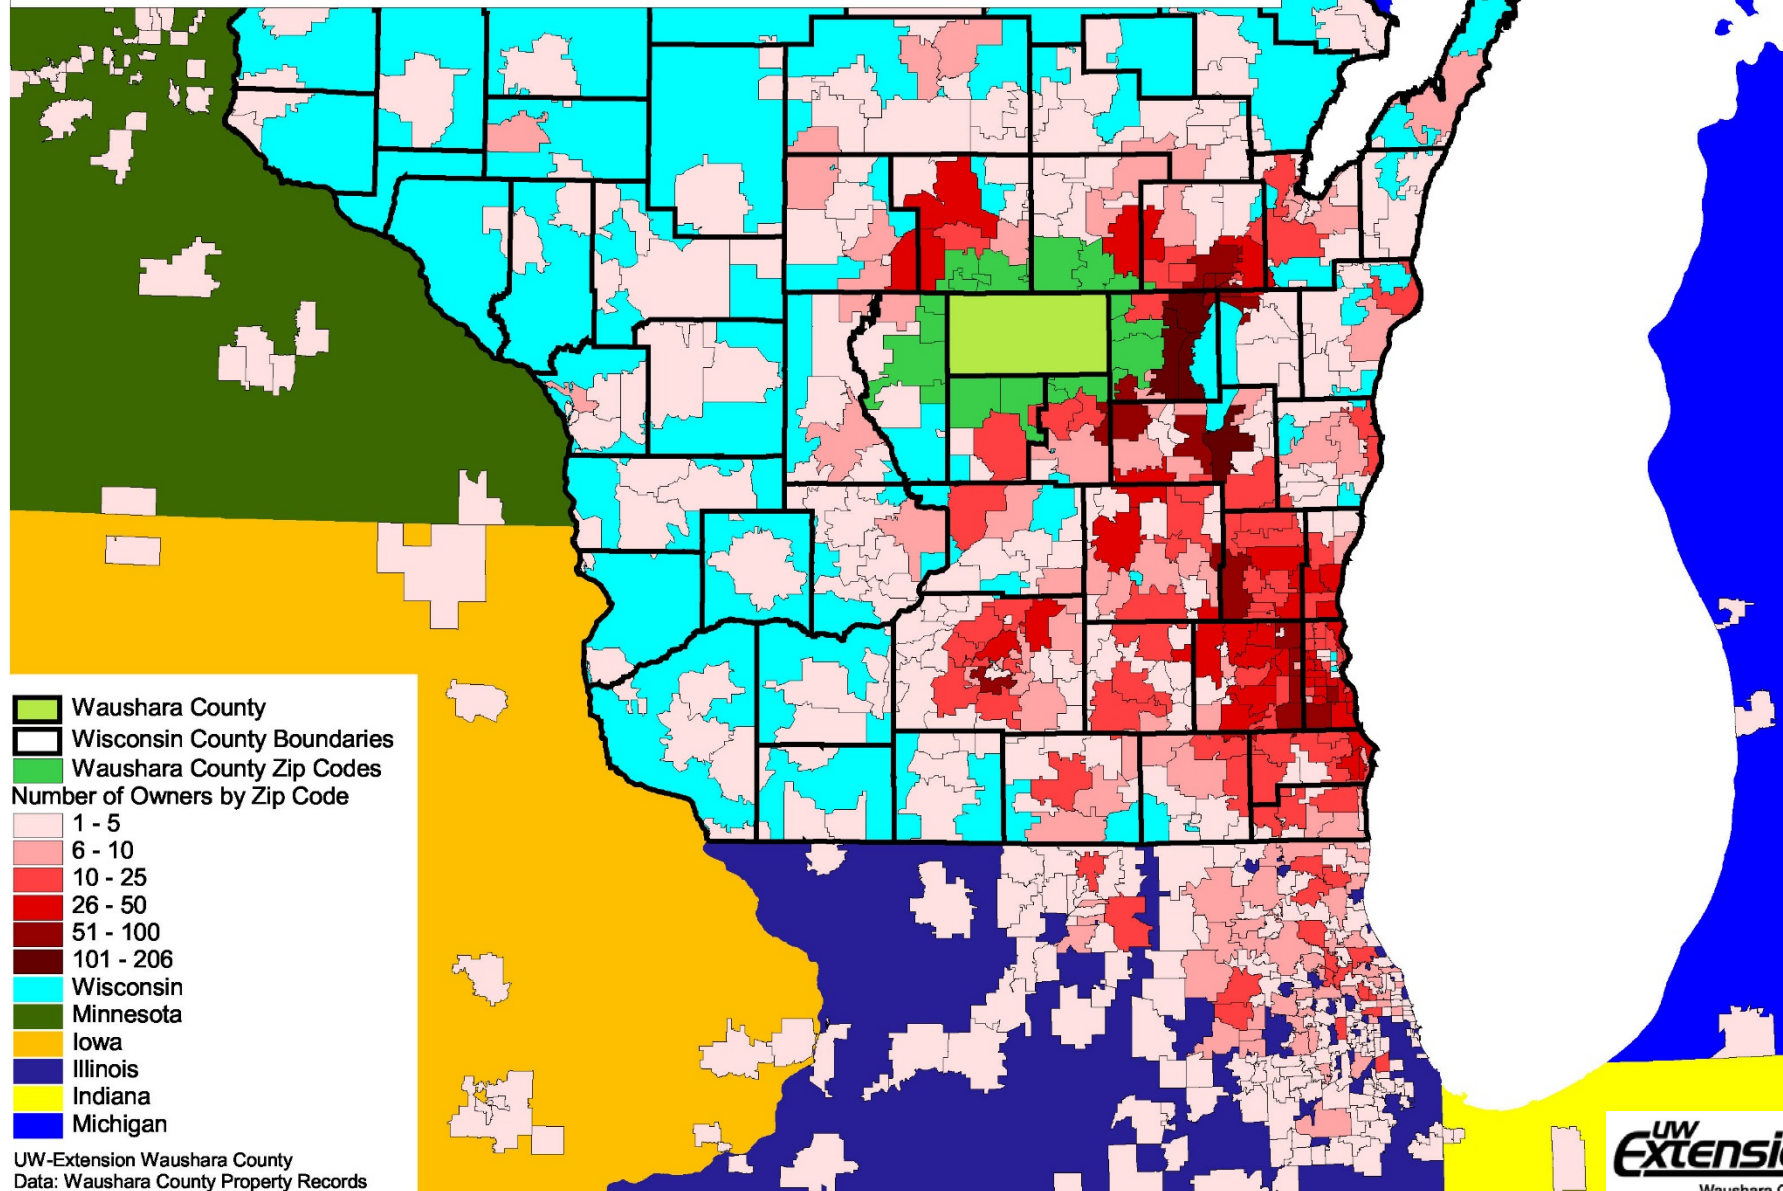 Waushara County
Wisconsin County Boundaries
Waushara County Zip Codes
Number of Owners by Zip Code
1 - 5
6 - 10
10 - 25
26 - 50
51 - 100
101 - 206
Wisconsin
Minnesota
Iowa
Illinois
Indiana
Michigan
UW-Extension Waushara County
Data: Waushara County Property Records
UW
Extensi
Waushara C